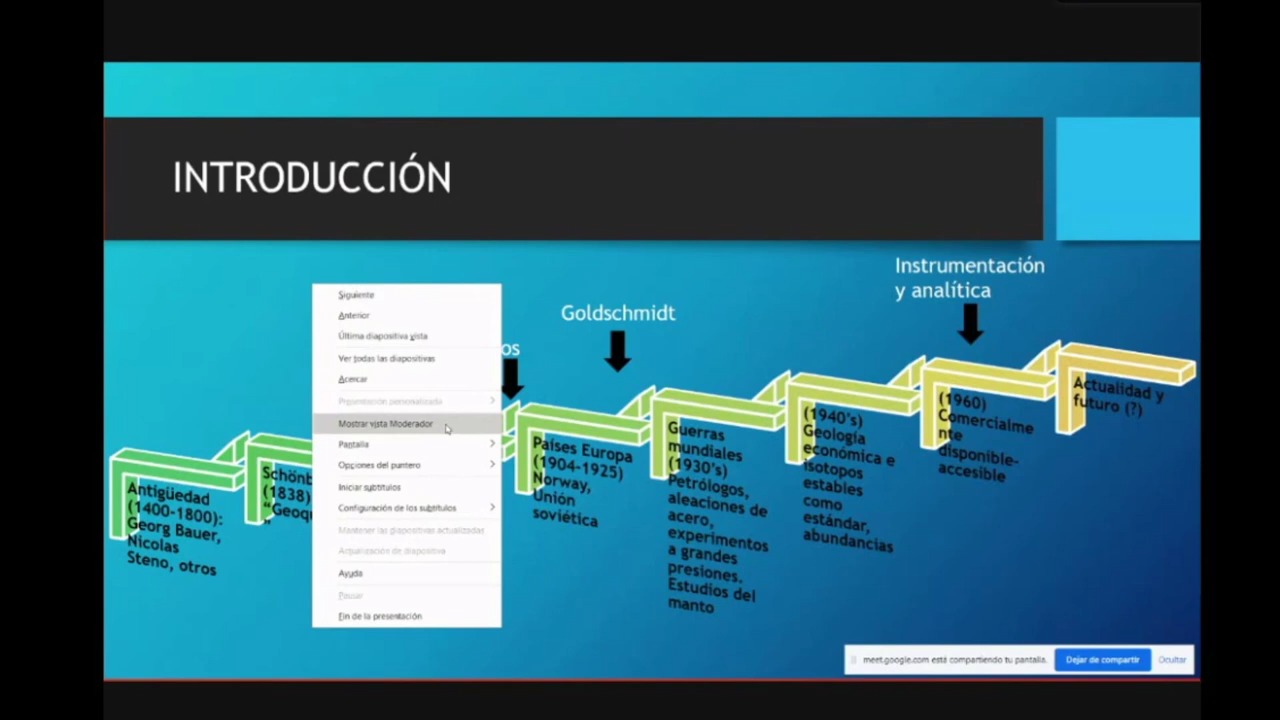 INTRODUCCIÓN
Instrumentación
y analítica
Goldschmidt
os
Antigüedad
(1400-1800):
Georg Bauer,
Nicolas
Steno, otros
Schönb
(1838)
"Geoq
"
Siguiente
Anterior
Última diapositiva vista
Ver todas las diapositivas
Acercar
Presentación personalizada
Mostrar vista Moderador
Pantalla
Opciones del puntero
Iniciar subtítulos
Configuración de los subtítulos
Mantener las diapositivas actualizadas
Actualización de diapositiva
Ayuda
Pausar
Fin de la presentación
Países Europa
(1904-1925)
Norway,
Unión
soviética
Guerras
mundiales
(1930's)
Petrólogos,
aleaciones de
acero,
experimentos
a grandes
presiones.
Estudios del
manto
(1940's)
Geología
económica e
isotopos
estables
como
estándar,
abundancias
(1960)
Comercialme
nte
disponible-
accesible
Actualidad y
futuro (?)
meet.google.com está compartiendo tu pantalla.
Dejar de compartir
Ocultar